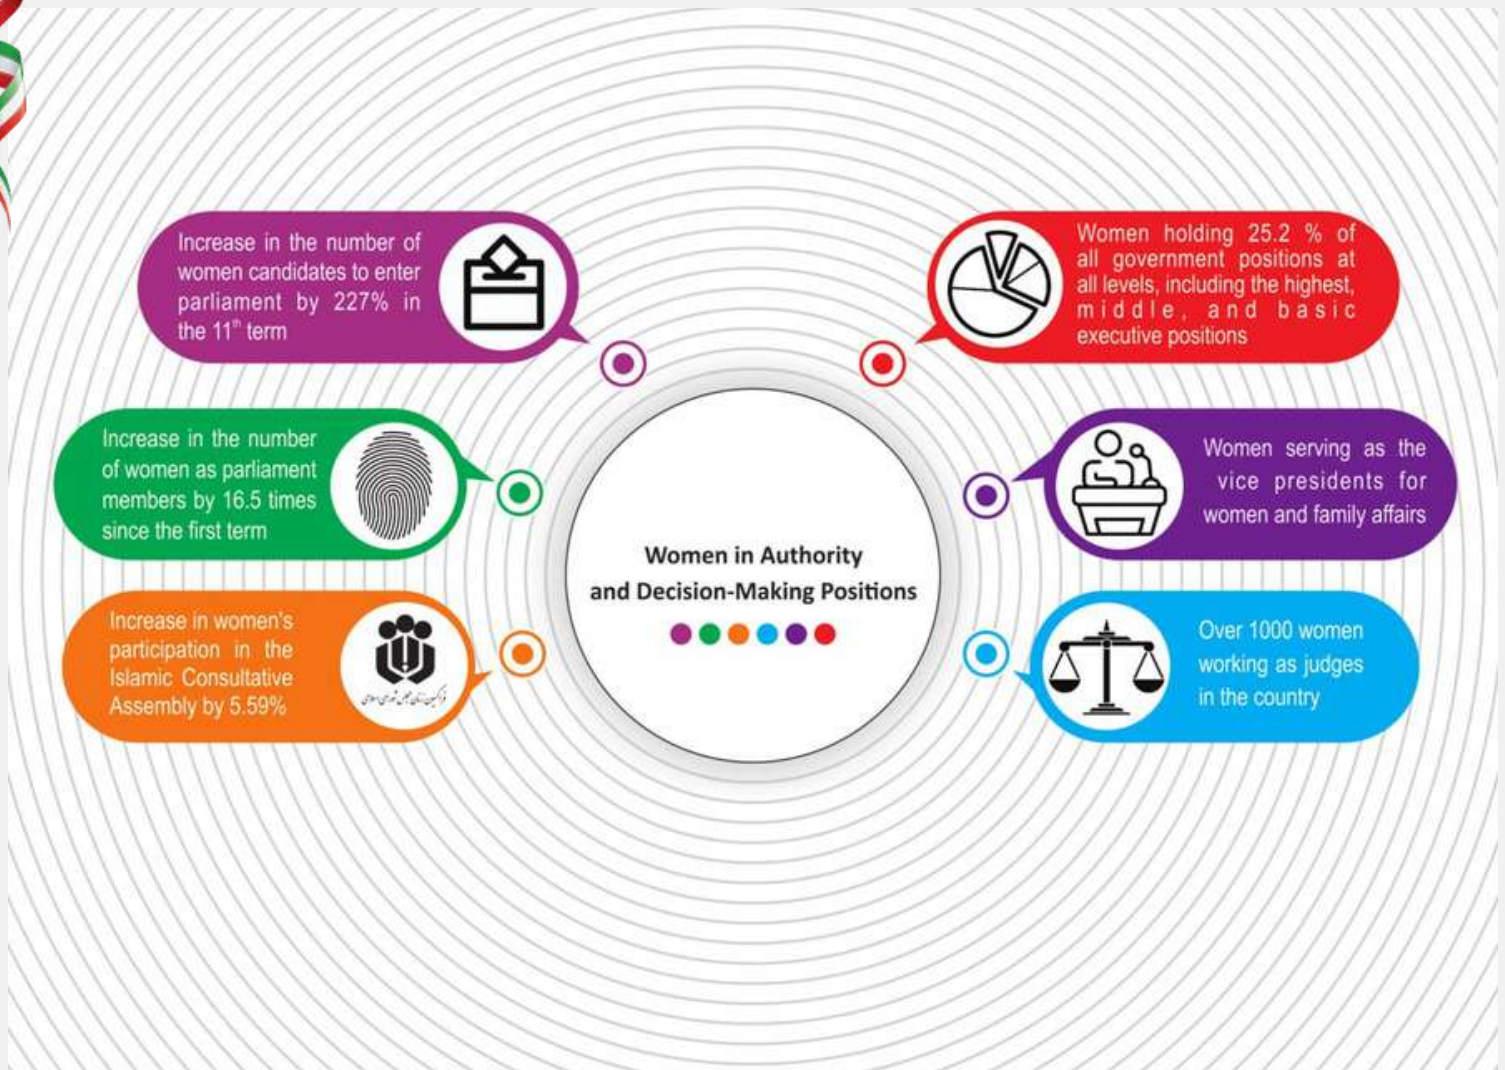 Increase in the number of
women candidates to enter
parliament by 227% in
the 11th term
Increase in the number
of women as parliament
members by 16.5 times
since the first term
Increase in women's
participation in the
Islamic Consultative
Assembly by 5.59%
Women in Authority
and Decision-Making Positions
Women holding 25.2 % of
all government positions at
all levels, including the highest,
middle, and basic
executive positions
Women serving as the
vice presidents for
women and family affairs
Over 1000 women
working as judges
in the country